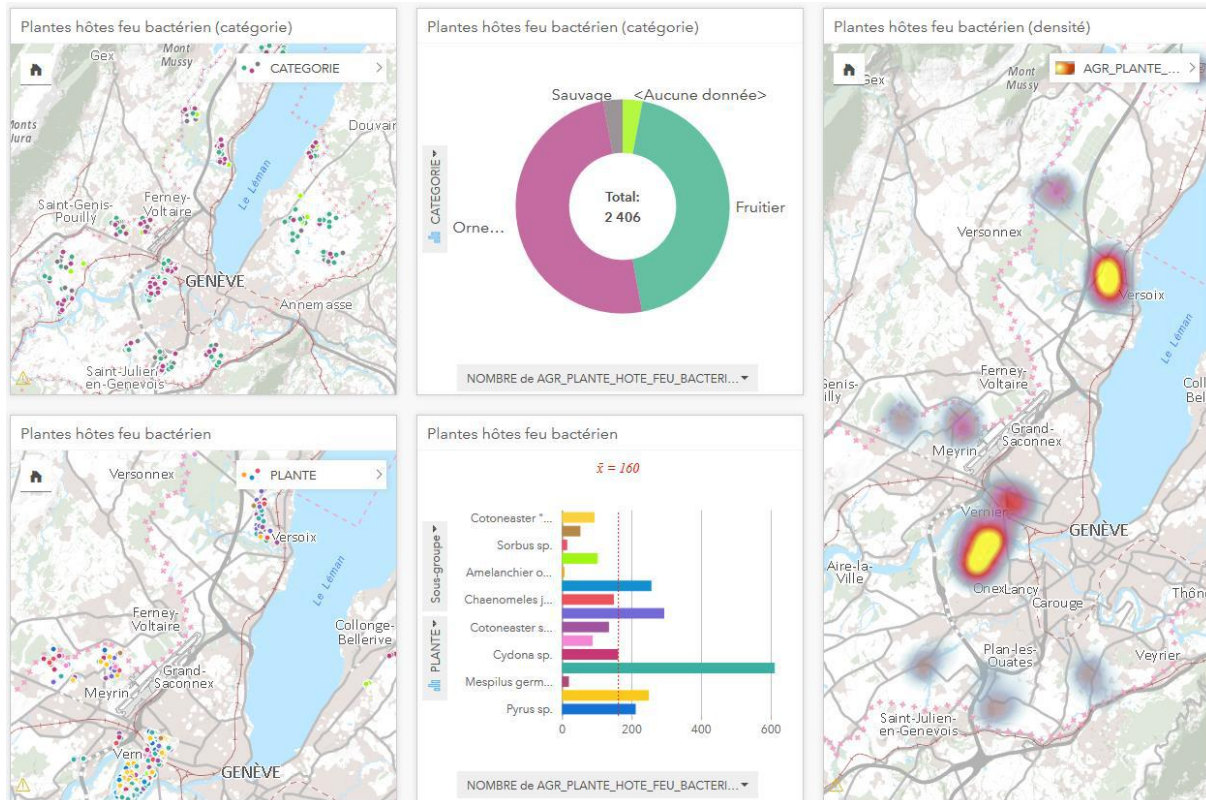 Plantes hôtes feu bactérien (catégorie)
CATEGORIE
Gex
Mont
Mussy
Monts
Jura
Douvain
Le Léman
Saint-Genis-
Pouilly
Ferney-
Voltaire
GENÈVE
Annemasse
Saint-Julien-
en-Genevois
Plantes hôtes feu bactérien (catégorie)
Sauvage
<Aucune donnée>
CATEGORIE
Total:
2 406
Orne...
Fruitier
NOMBRE de AGR_PLANTE_HOTE_FEU_BACTERI...
Plantes hôtes feu bactérien (densité)
AGR_PLANTE_...
Gex
Mont
Mussy
Versonnex
Versoix
Le Léman
Ferney-
Voltaire
Grand-
Saconnex
Meyrin
Vernier
GENÈVE
Aire-la-
Ville
Onex
Lancy
Carouge
Thôn
Plan-les-
Ouates
Veyrier
Saint-Julien-
en-Genevois
Plantes hôtes feu bactérien
PLANTE
Versonnex
Versoix
Le Léman
Ferney-
Voltaire
Collonge-
Bellerive
Grand-
Saconnex
Meyrin
Vern
GENÈVE
Plantes hôtes feu bactérien
x̄ = 160
Sous-groupe
PLANTE
Cotoneaster "...
Sorbus sp.
Amelanchier o...
Chaenomeles j...
Cotoneaster s...
Cydona sp.
Mespilus germ...
Pyrus sp.
0 200 400 600
NOMBRE de AGR_PLANTE_HOTE_FEU_BACTERI...